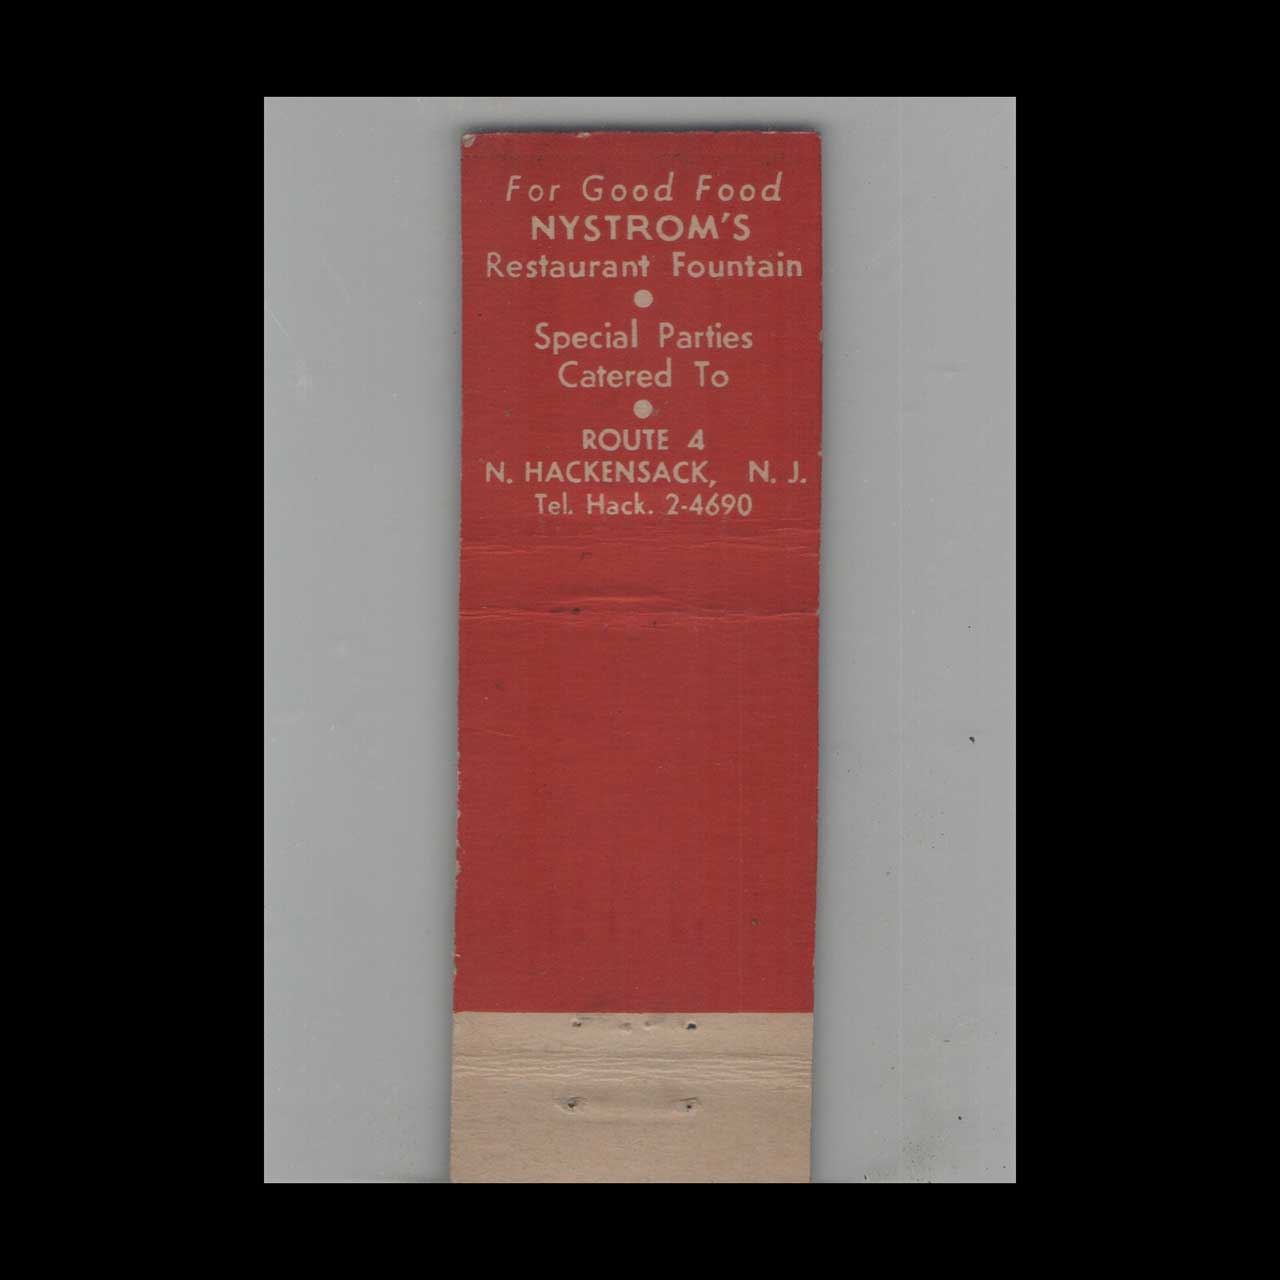 For Good Food
NYSTROM'S
Restaurant Fountain
Special Parties
Catered To
ROUTE 4
N. HACKENSACK, N. J.
Tel. Hack. 2-4690